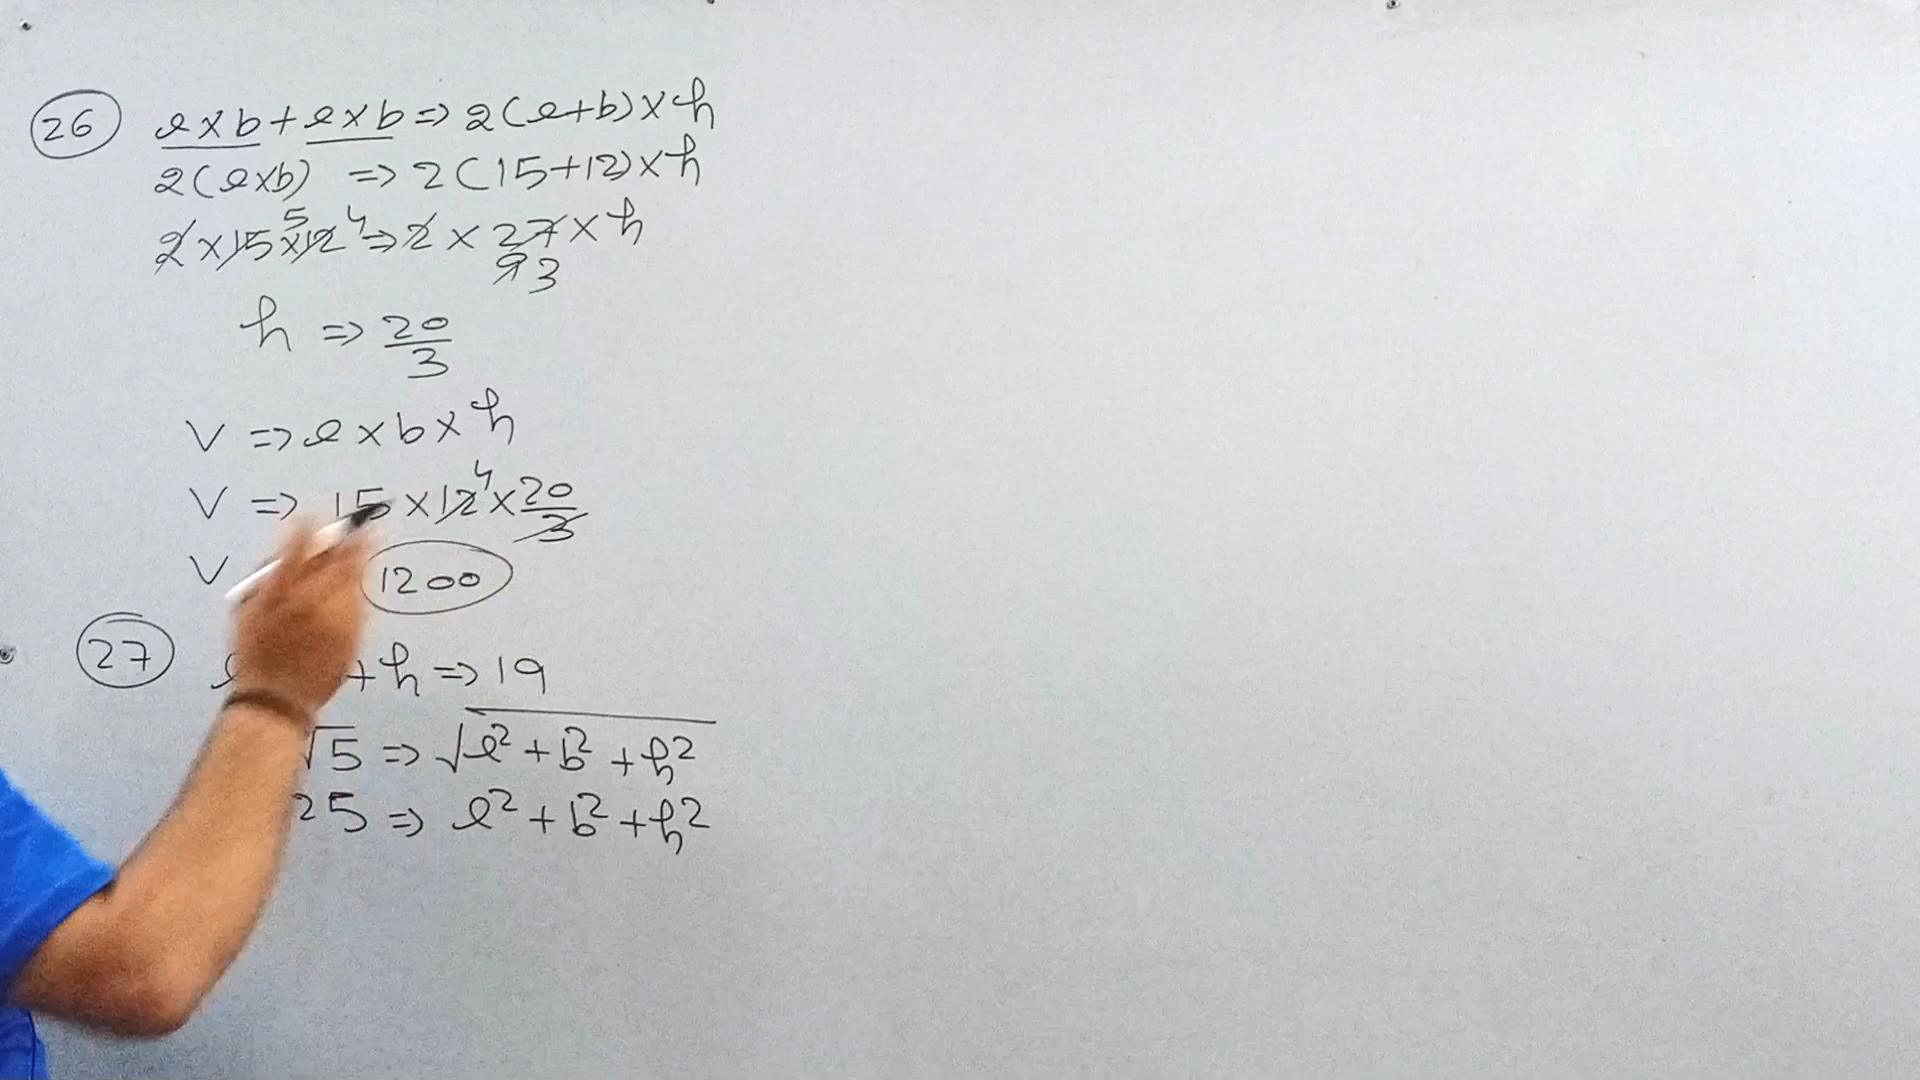 26 l×b + l×b => 2(l+b)×h
2(l×b) => 2(15+12)×h
2×15×12 => 2×27×h
5 4
9 3
h => 20/3
V => l×b×h
V => 15×12×20/3
4
V 1200
27 +h => 19
√5 => √l²+b²+h²
25 => l²+b²+h²